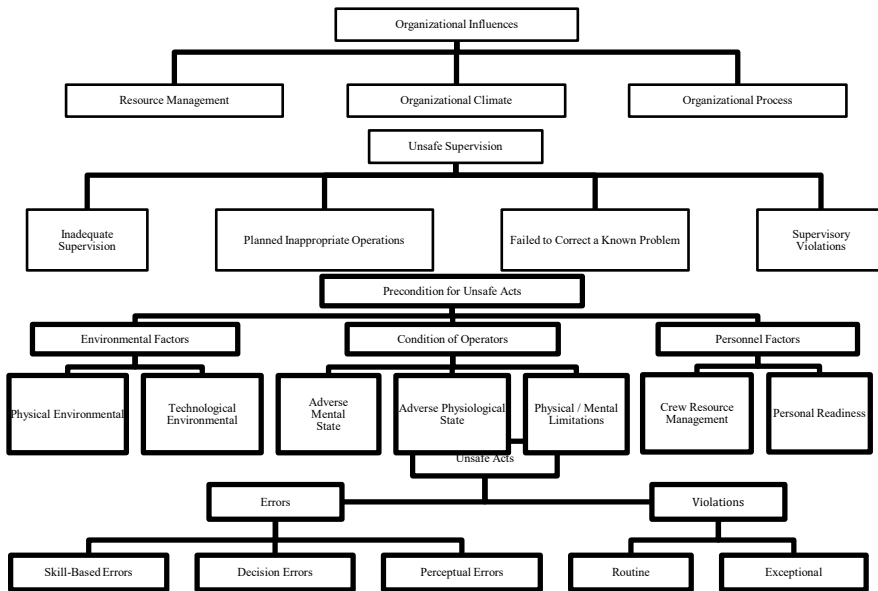 Organizational Influences
Resource Management
Organizational Climate
Organizational Process
Unsafe Supervision
Inadequate
Supervision
Planned Inappropriate Operations
Failed to Correct a Known Problem
Supervisory
Violations
Precondition for Unsafe Acts
Environmental Factors
Condition of Operators
Personnel Factors
Physical Environmental
Technological
Environmental
Adverse
Mental
State
Adverse Physiological
State
Physical / Mental
Limitations
Crew Resource
Management
Personal Readiness
Unsafe Acts
Errors
Violations
Skill-Based Errors
Decision Errors
Perceptual Errors
Routine
Exceptional